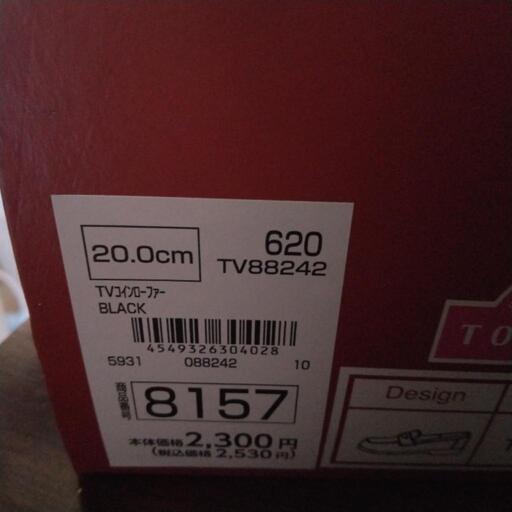 20.0cm
620
TV88242
TVｺｲﾝﾛｰﾌｧｰ
BLACK
4549326304028
5931 088242 10
商品番号
8157
本体価格2,300円
(税込価格2,530円)
TO
Design